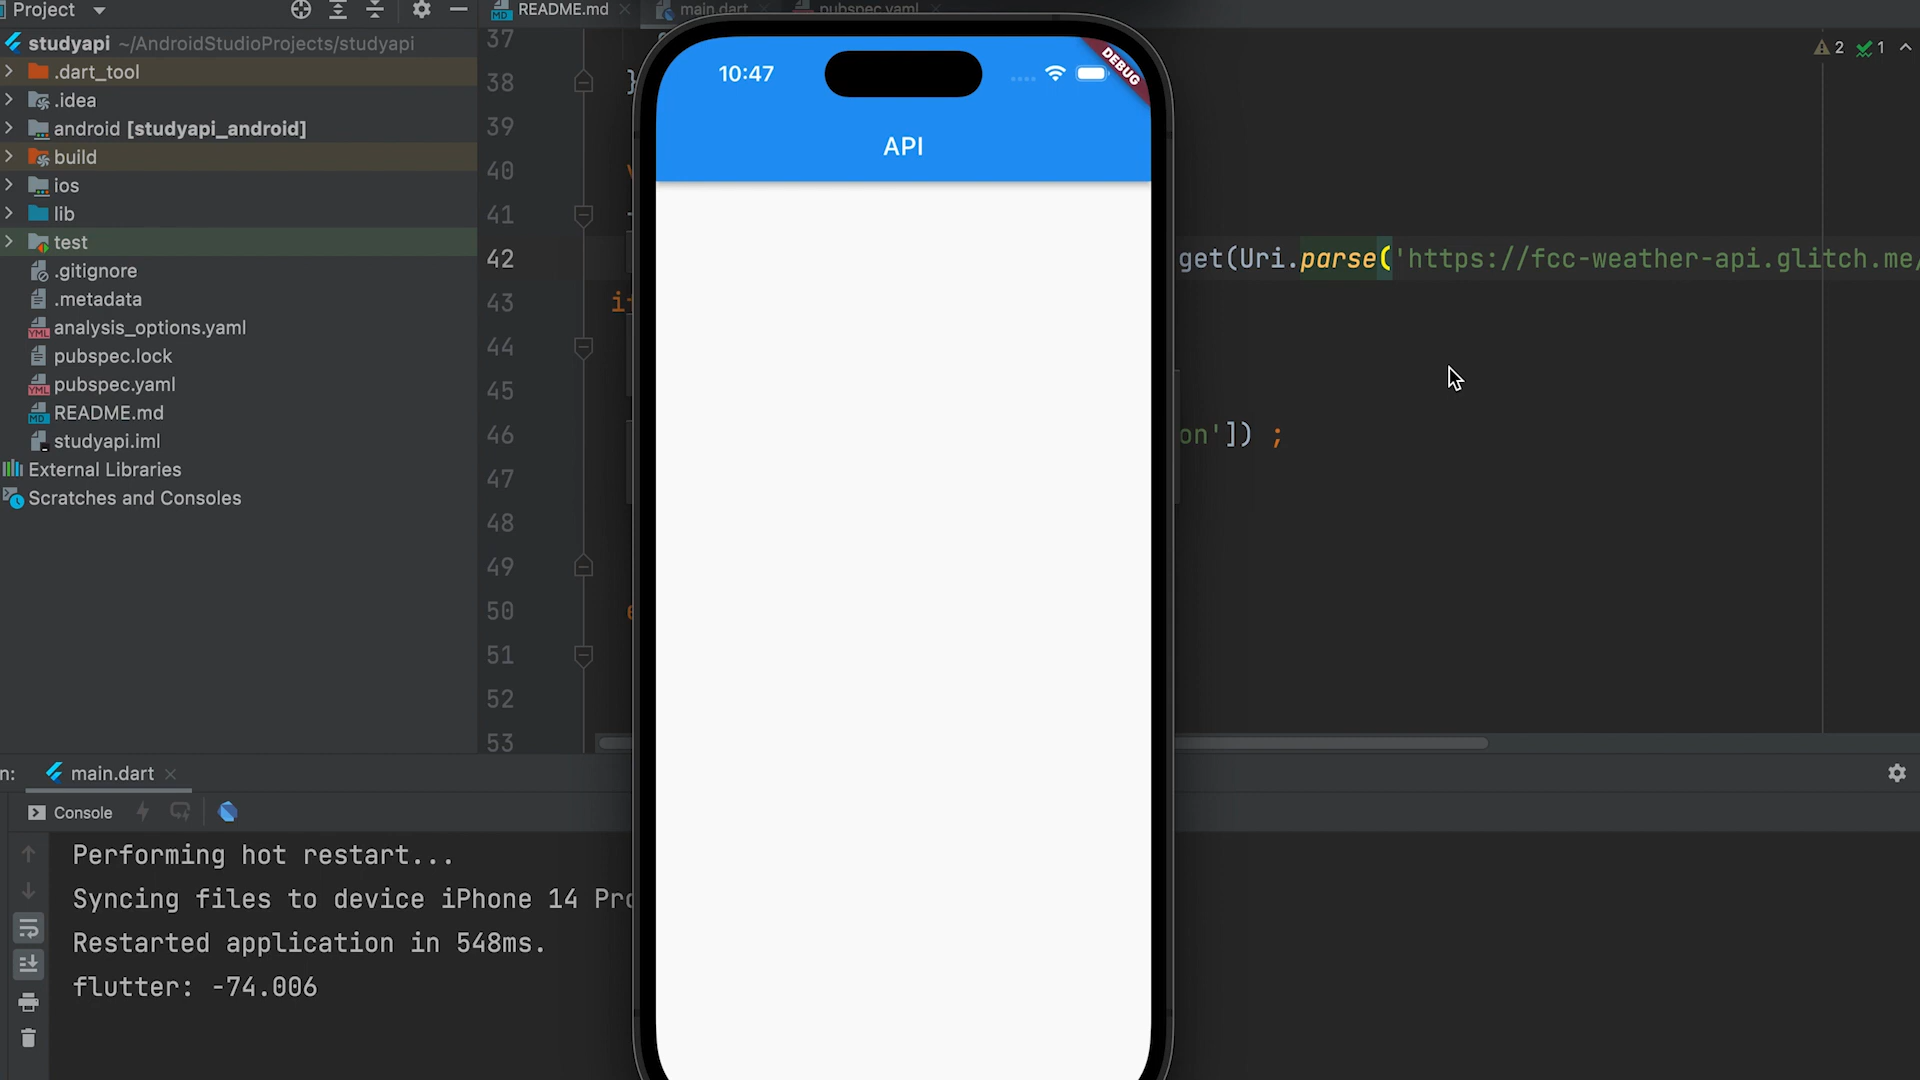 Project
README.md
main.dart
pubspec.yaml
studyapi ~/AndroidStudioProjects/studyapi
.dart_tool
.idea
android [studyapi_android]
build
ios
lib
test
.gitignore
.metadata
analysis_options.yaml
pubspec.lock
pubspec.yaml
README.md
studyapi.iml
External Libraries
Scratches and Consoles
37
38 }
39
40
41
42 get(Uri.parse('https://fcc-weather-api.glitch.me/
43
44
45
46 on']) ;
47
48
49
50
51
52
53
2 1
10:47
DEBUG
API
n: main.dart
Console
Performing hot restart...
Syncing files to device iPhone 14 Pro
Restarted application in 548ms.
flutter: -74.006